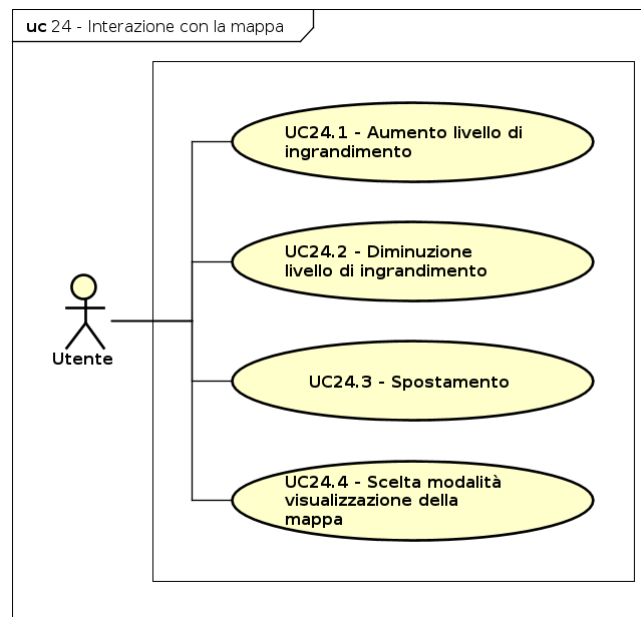 uc 24 - Interazione con la mappa
UC24.1 - Aumento livello di
ingrandimento
UC24.2 - Diminuzione
livello di ingrandimento
Utente
UC24.3 - Spostamento
UC24.4 - Scelta modalità
visualizzazione della
mappa